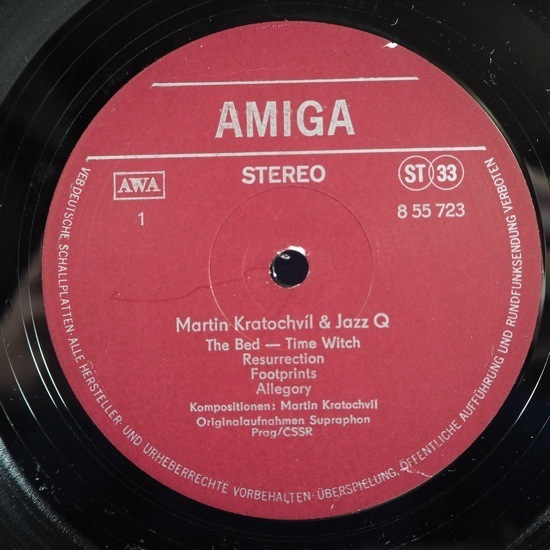 AMIGA
STEREO
AWA
ST 33
1
8 55 723
Martin Kratochvíl & Jazz Q
The Bed — Time Witch
Resurrection
Footprints
Allegory
Kompositionen: Martin Kratochvíl
Originalaufnahmen Supraphon
Prag/ČSSR
VEB DEUTSCHE SCHALLPLATTEN · ALLE HERSTELLER- UND URHEBERRECHTE VORBEHALTEN · ÜBERSPIELUNG, ÖFFENTLICHE AUFFÜHRUNG UND RUNDFUNKSENDUNG VERBOTEN